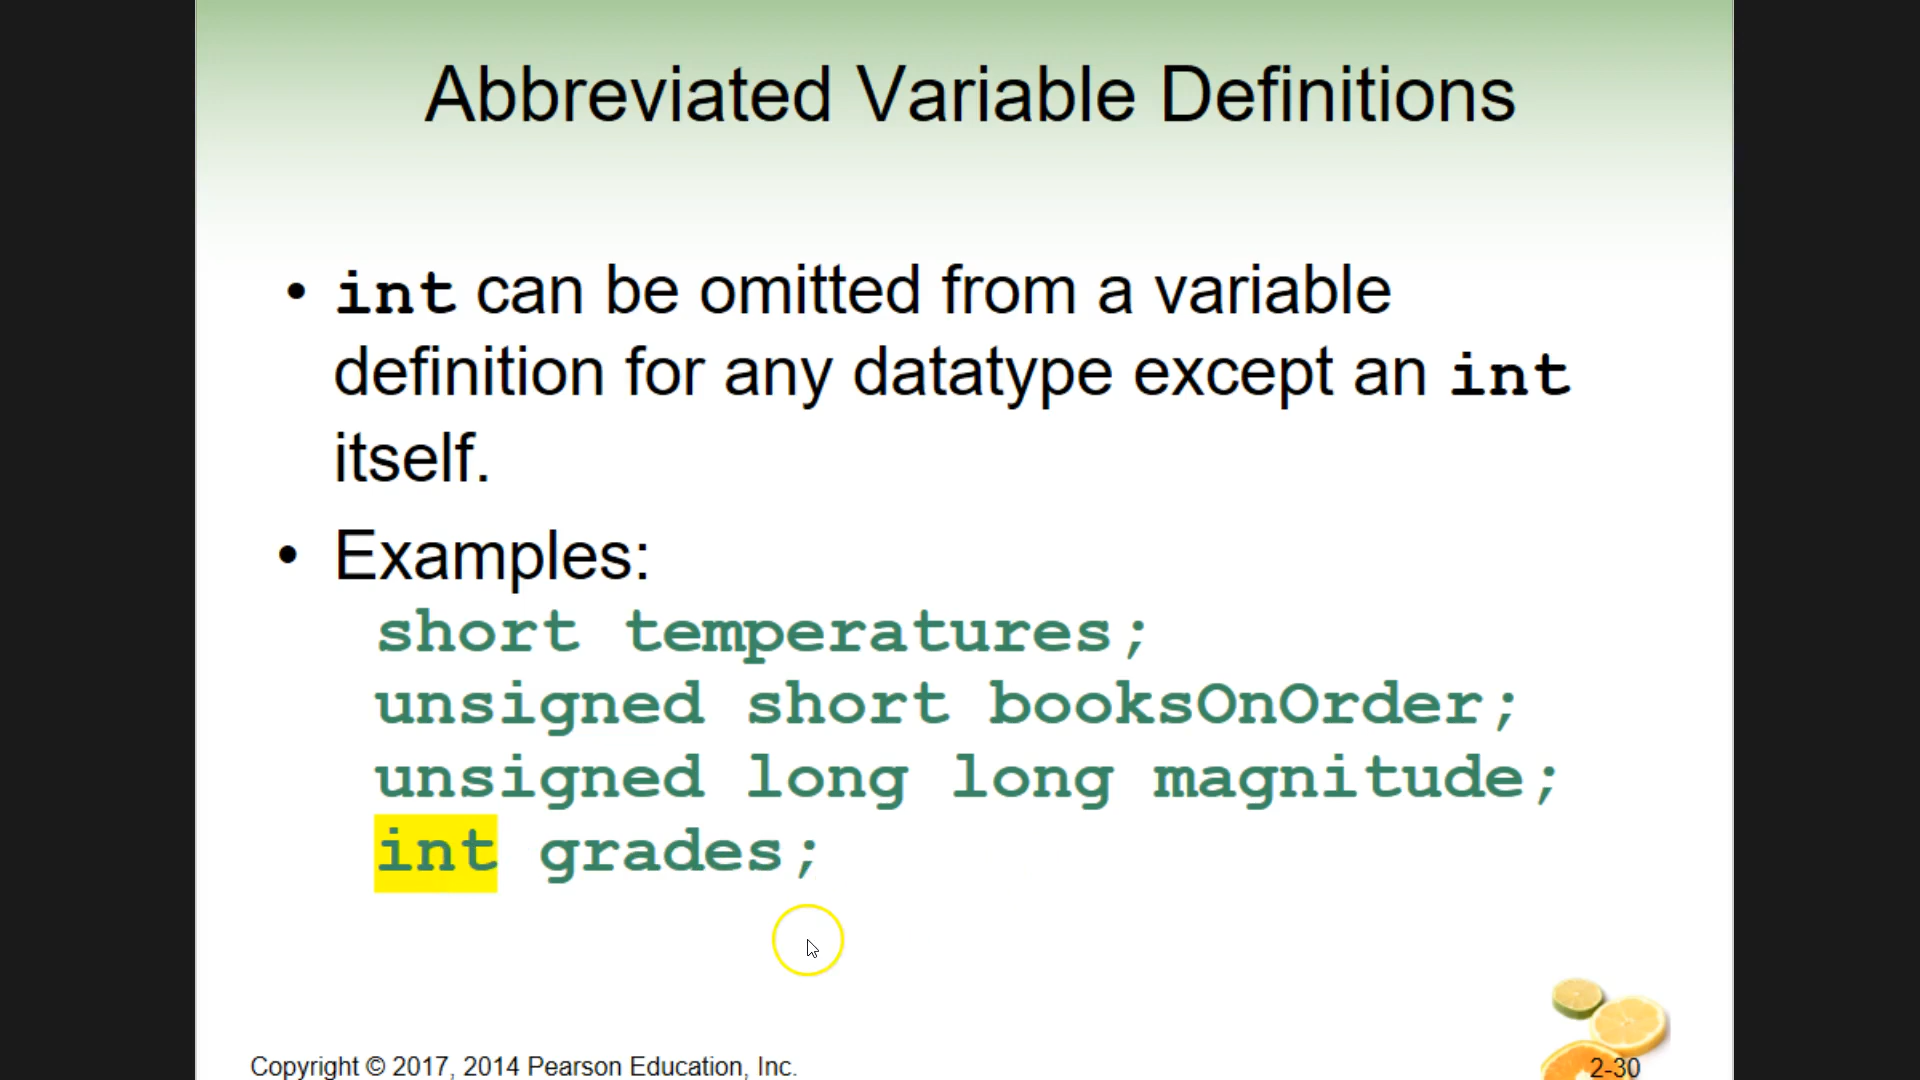 Abbreviated Variable Definitions
• int can be omitted from a variable
definition for any datatype except an int
itself.
• Examples:
short temperatures;
unsigned short booksOnOrder;
unsigned long long magnitude;
int grades;
Copyright © 2017, 2014 Pearson Education, Inc.
2-30